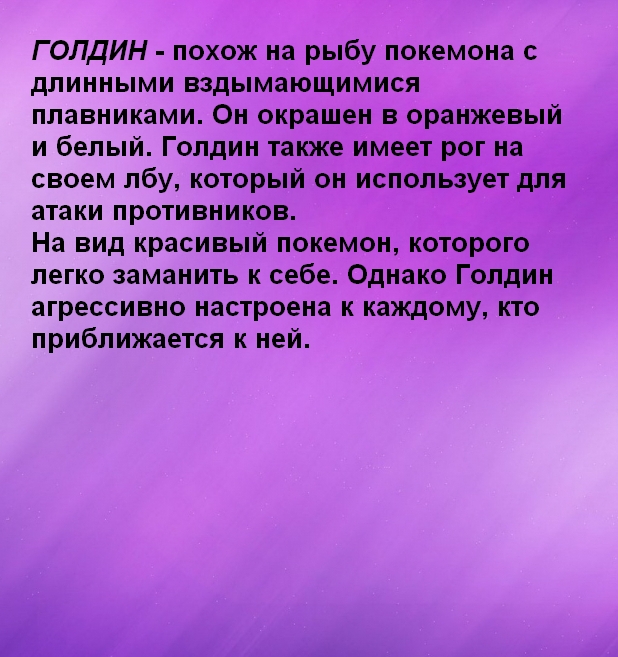 ГОЛДИН - похож на рыбу покемона с
длинными вздымающимися
плавниками. Он окрашен в оранжевый
и белый. Голдин также имеет рог на
своем лбу, который он использует для
атаки противников.
На вид красивый покемон, которого
легко заманить к себе. Однако Голдин
агрессивно настроена к каждому, кто
приближается к ней.